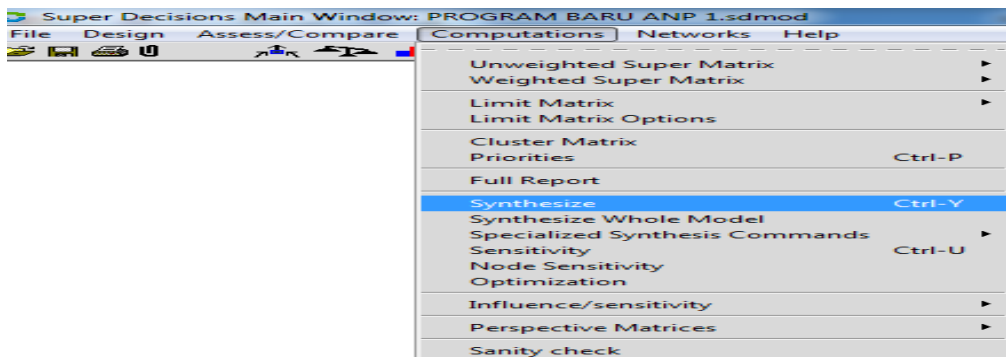 Super Decisions Main Window: PROGRAM BARU ANP 1.sdmod
File Design Assess/Compare Computations Networks Help
Unweighted Super Matrix
Weighted Super Matrix
Limit Matrix
Limit Matrix Options
Cluster Matrix
Priorities Ctrl-P
Full Report
Synthesize Ctrl-Y
Synthesize Whole Model
Specialized Synthesis Commands
Sensitivity Ctrl-U
Node Sensitivity
Optimization
Influence/sensitivity
Perspective Matrices
Sanity check